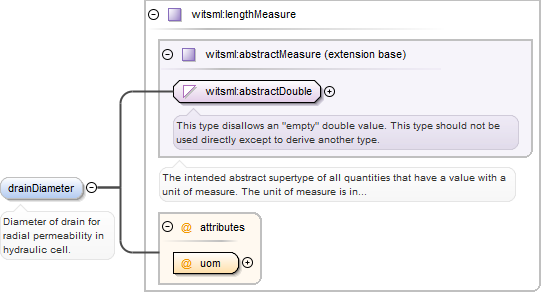 witsml:lengthMeasure
witsml:abstractMeasure (extension base)
witsml:abstractDouble
This type disallows an "empty" double value. This type should not be
used directly except to derive another type.
The intended abstract supertype of all quantities that have a value with a
unit of measure. The unit of measure is in...
drainDiameter
Diameter of drain for
radial permeability in
hydraulic cell.
@ attributes
@ uom